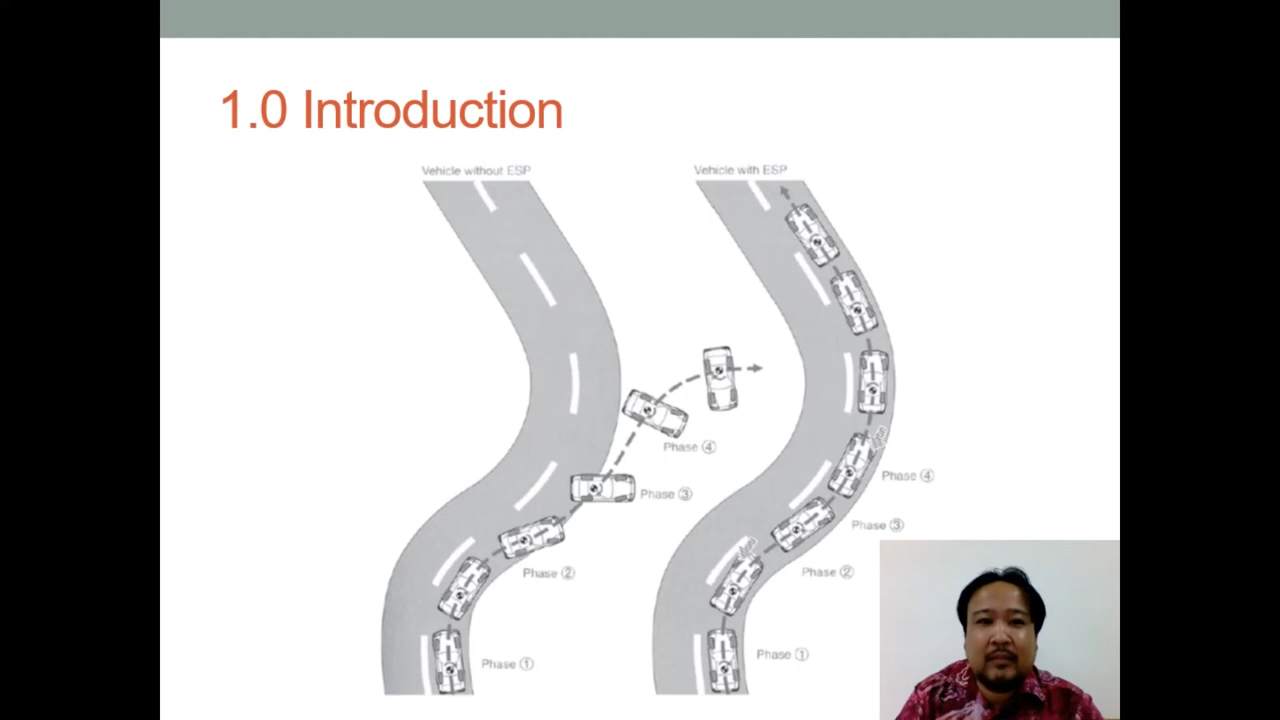 1.0 Introduction
Vehicle without ESP
Phase ④
Phase ③
Phase ②
Phase ①
Vehicle with ESP
Phase ④
Phase ③
Phase ②
Phase ①